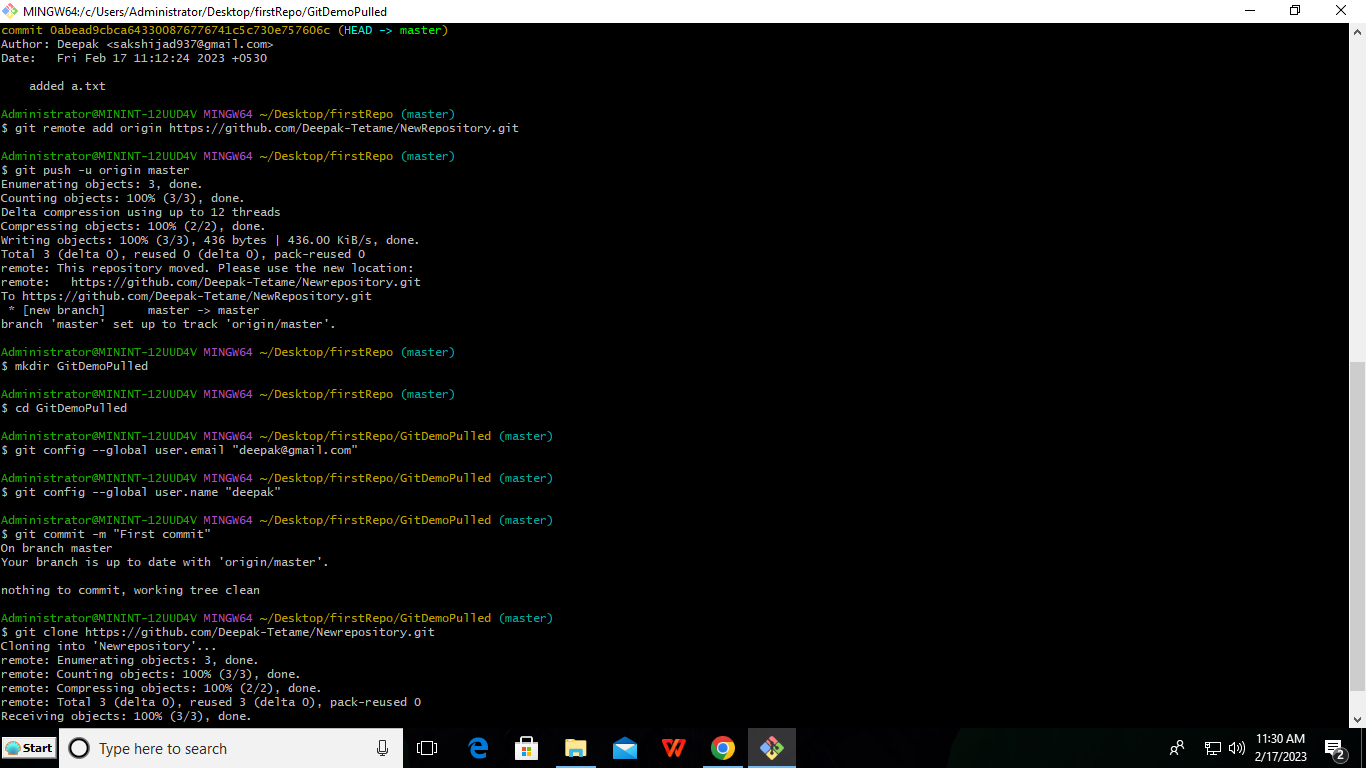 MINGW64:/c/Users/Administrator/Desktop/firstRepo/GitDemoPulled
commit 0abead9cbca643300876776741c5c730e757606c (HEAD -> master)
Author: Deepak <sakshijad937@gmail.com>
Date:   Fri Feb 17 11:12:24 2023 +0530
    added a.txt
Administrator@MININT-12UUD4V MINGW64 ~/Desktop/firstRepo (master)
$ git remote add origin https://github.com/Deepak-Tetame/NewRepository.git
Administrator@MININT-12UUD4V MINGW64 ~/Desktop/firstRepo (master)
$ git push -u origin master
Enumerating objects: 3, done.
Counting objects: 100% (3/3), done.
Delta compression using up to 12 threads
Compressing objects: 100% (2/2), done.
Writing objects: 100% (3/3), 436 bytes | 436.00 KiB/s, done.
Total 3 (delta 0), reused 0 (delta 0), pack-reused 0
remote: This repository moved. Please use the new location:
remote:   https://github.com/Deepak-Tetame/Newrepository.git
To https://github.com/Deepak-Tetame/NewRepository.git
 * [new branch]      master -> master
branch 'master' set up to track 'origin/master'.
Administrator@MININT-12UUD4V MINGW64 ~/Desktop/firstRepo (master)
$ mkdir GitDemoPulled
Administrator@MININT-12UUD4V MINGW64 ~/Desktop/firstRepo (master)
$ cd GitDemoPulled
Administrator@MININT-12UUD4V MINGW64 ~/Desktop/firstRepo/GitDemoPulled (master)
$ git config --global user.email "deepak@gmail.com"
Administrator@MININT-12UUD4V MINGW64 ~/Desktop/firstRepo/GitDemoPulled (master)
$ git config --global user.name "deepak"
Administrator@MININT-12UUD4V MINGW64 ~/Desktop/firstRepo/GitDemoPulled (master)
$ git commit -m "First commit"
On branch master
Your branch is up to date with 'origin/master'.
nothing to commit, working tree clean
Administrator@MININT-12UUD4V MINGW64 ~/Desktop/firstRepo/GitDemoPulled (master)
$ git clone https://github.com/Deepak-Tetame/Newrepository.git
Cloning into 'Newrepository'...
remote: Enumerating objects: 3, done.
remote: Counting objects: 100% (3/3), done.
remote: Compressing objects: 100% (2/2), done.
remote: Total 3 (delta 0), reused 3 (delta 0), pack-reused 0
Receiving objects: 100% (3/3), done.
Start
Type here to search
11:30 AM
2/17/2023
2